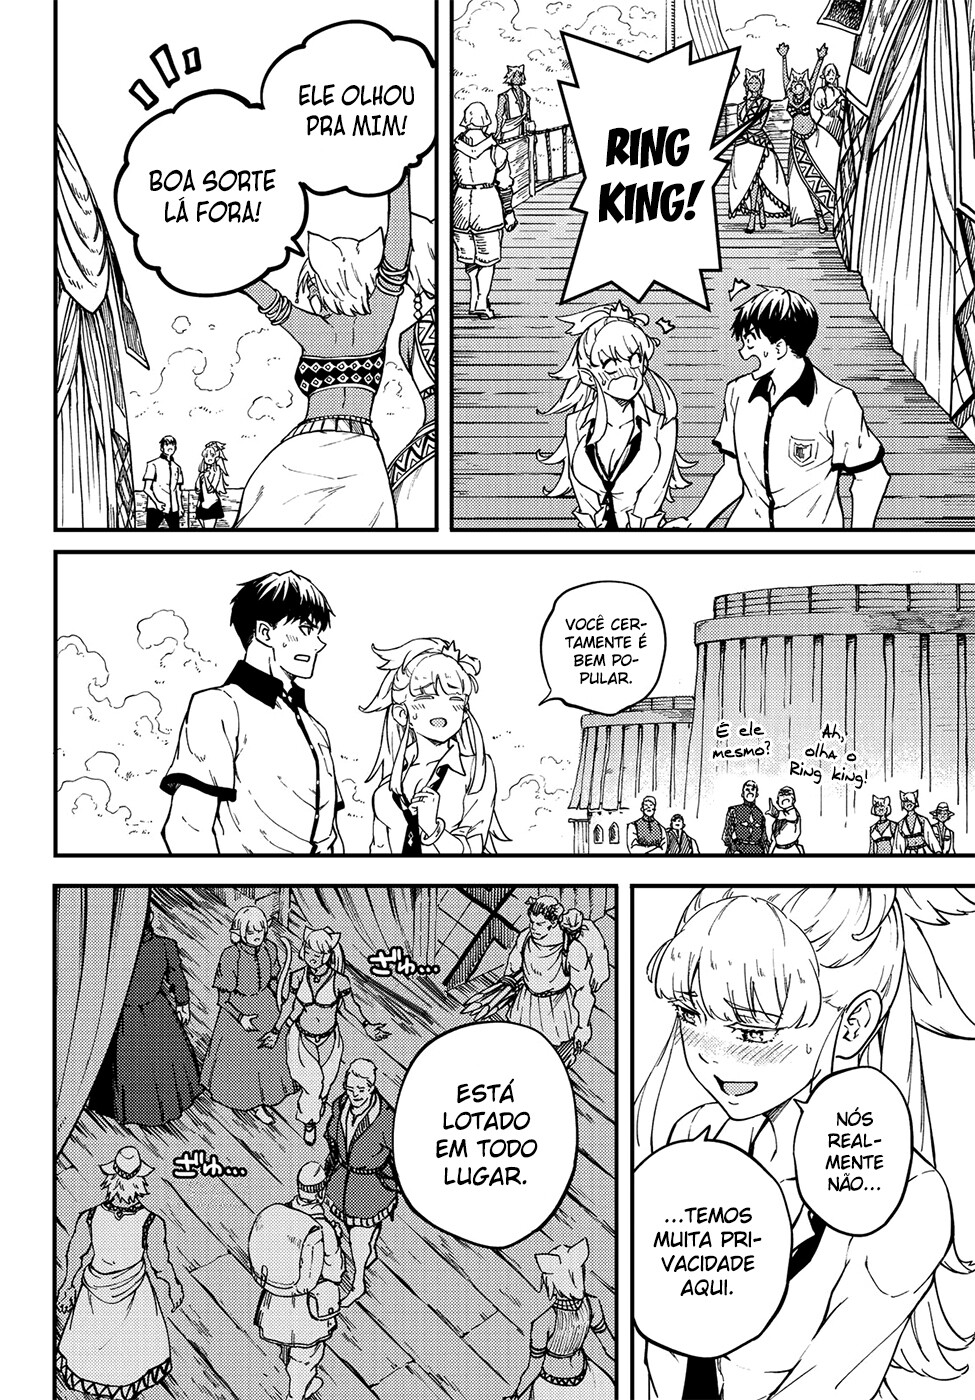 RING
KING!
ELE OLHOU
PRA MIM!
BOA SORTE
LÁ FORA!
VOCÊ CER-
TAMENTE É
BEM PO-
PULAR.
Ah,
olha o
Ring king!
É ele
mesmo?
NÓS
REAL-
MENTE
NÃO...
...TEMOS
MUITA PRI-
VACIDADE
AQUI.
ざわ...
ESTÁ
LOTADO
EM TODO
LUGAR.
ざわ...